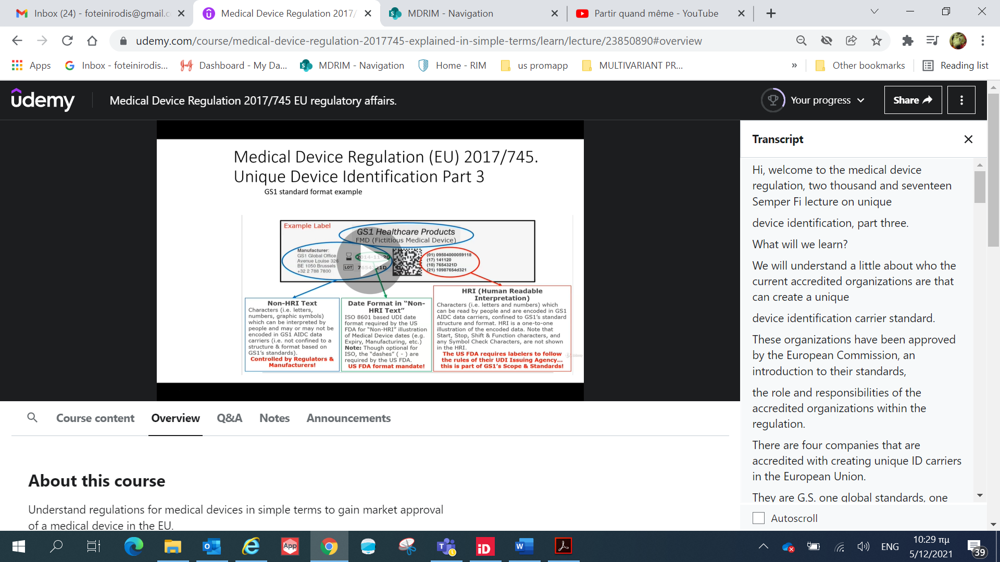 Inbox (24) - foteinirodis@gmail.c
Medical Device Regulation 2017/
MDRIM - Navigation
Partir quand même - YouTube
udemy.com/course/medical-device-regulation-2017745-explained-in-simple-terms/learn/lecture/23850890#overview
Apps
Inbox - foteinirodis...
Dashboard - My Da...
MDRIM - Navigation
Home - RIM
us promapp
MULTIVARIANT PR...
»
Other bookmarks
Reading list
udemy
Medical Device Regulation 2017/745 EU regulatory affairs.
Your progress
Share
Medical Device Regulation (EU) 2017/745.
Unique Device Identification Part 3
GS1 standard format example
Example Label
GS1 Healthcare Products
FMD (Fictitious Medical Device)
Manufacturer:
GS1 Global Office
Avenue Louise 326
BE 1050 Brussels
+32 2 788 7800
2014-11-20
LOT 7654321D
(01) 09504000059118
(17) 141120
(10) 7654321D
(21) 10987654d321
Non-HRI Text
Characters (i.e. letters,
numbers, graphic symbols)
which can be interpreted by
people and may or may not be
encoded in GS1 AIDC data
carriers (i.e. not confined to a
structure & format based on
GS1's standards).
Controlled by Regulators &
Manufacturers!
Date Format in "Non-
HRI Text"
ISO 8601 based UDI date
format required by the US
FDA for "Non-HRI" illustration
of Medical Device dates (e.g.
Expiry, Manufacturing, etc.)
Note: Though optional for
ISO, the "dashes" ( - ) are
required by the US FDA.
US FDA format mandate!
HRI (Human Readable
Interpretation)
Characters (i.e. letters and numbers) which
can be read by people and are encoded in GS1
AIDC data carriers, confined to GS1's standard
structure and format. HRI is a one-to-one
illustration of the encoded data. Note that
Start, Stop, Shift & Function characters, and
any Symbol Check Characters, are not shown
in the HRI.
The US FDA requires labelers to follow
the rules of their UDI Issuing Agency...
this is part of GS1's Scope & Standards!
Transcript
Hi, welcome to the medical device
regulation, two thousand and seventeen
Semper Fi lecture on unique
device identification, part three.
What will we learn?
We will understand a little about who the
current accredited organizations are that
can create a unique
device identification carrier standard.
These organizations have been approved
by the European Commission, an
introduction to their standards,
the role and responsibilities of the
accredited organizations within the
regulation.
There are four companies that are
accredited with creating unique ID carriers
in the European Union.
They are G.S. one global standards, one
Autoscroll
Course content
Overview
Q&A
Notes
Announcements
About this course
Understand regulations for medical devices in simple terms to gain market approval
of a medical device in the EU.
App
iD
ENG
10:29 πμ
5/12/2021
39